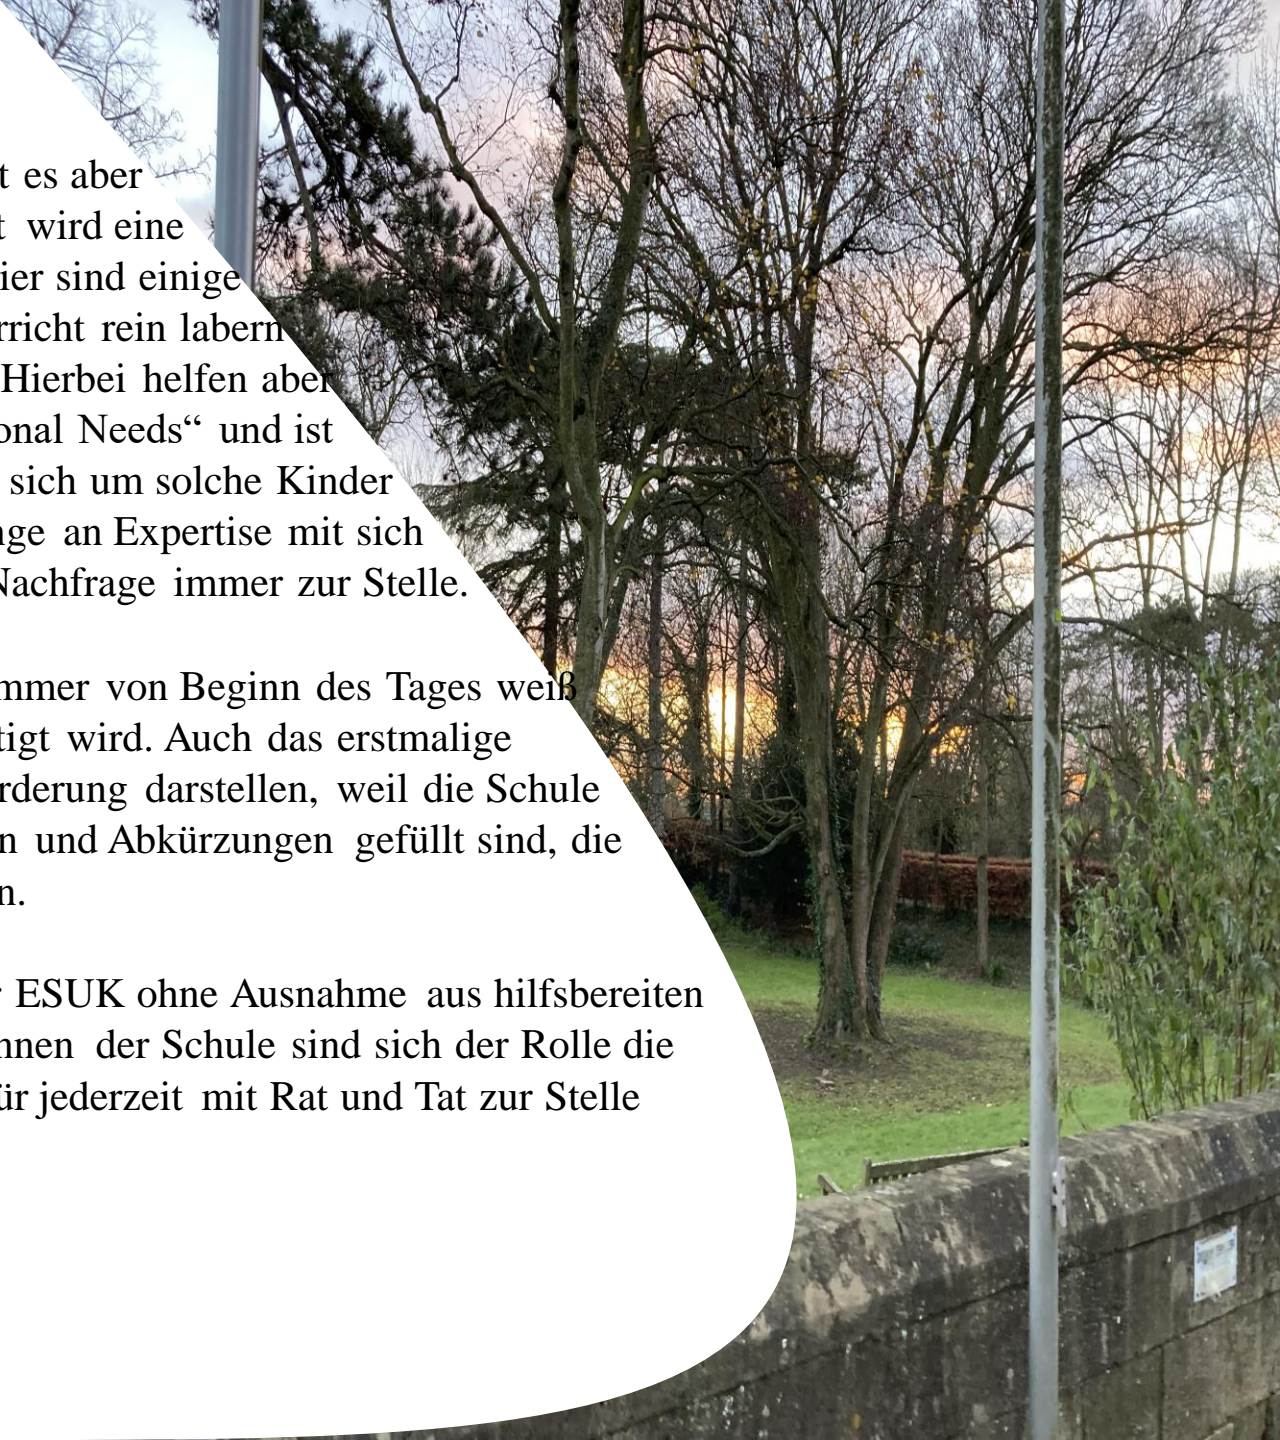 t es aber
t wird eine
ier sind einige
rricht rein labern
Hierbei helfen aber
onal Needs“ und ist
sich um solche Kinder
nge an Expertise mit sich
Nachfrage immer zur Stelle.
mmer von Beginn des Tages weiß
tigt wird. Auch das erstmalige
rderung darstellen, weil die Schule
n und Abkürzungen gefüllt sind, die
n.
r ESUK ohne Ausnahme aus hilfsbereiten
nnen der Schule sind sich der Rolle die
ür jederzeit mit Rat und Tat zur Stelle